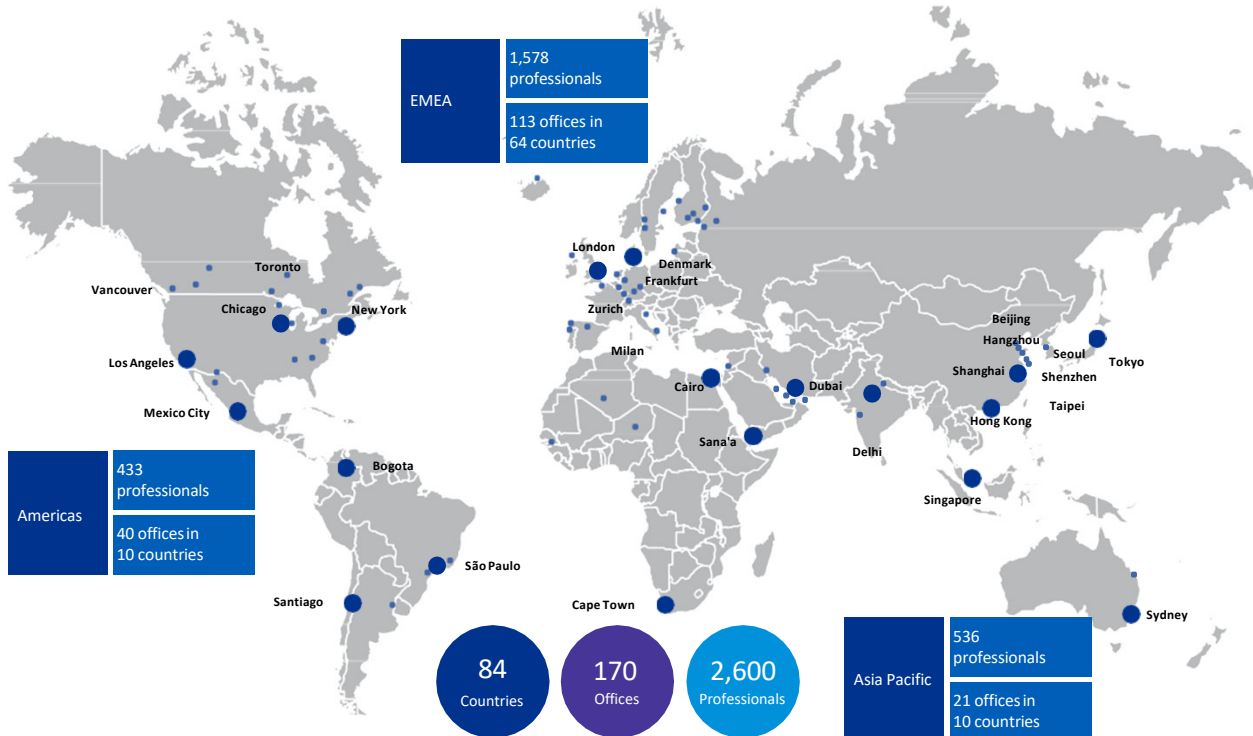 1,578
professionals
EMEA
113 offices in
64 countries
London
Denmark
Toronto
Frankfurt
Vancouver
Chicago
New York
Zurich
Beijing
Hangzhou
Seoul
Milan
Los Angeles
Tokyo
Shanghai
Shenzhen
Cairo
Dubai
Mexico City
Taipei
Hong Kong
Sana'a
Delhi
Bogota
Singapore
433
professionals
Americas
40 offices in
10 countries
São Paulo
Santiago
Cape Town
Sydney
84
Countries
170
Offices
2,600
Professionals
536
professionals
Asia Pacific
21 offices in
10 countries